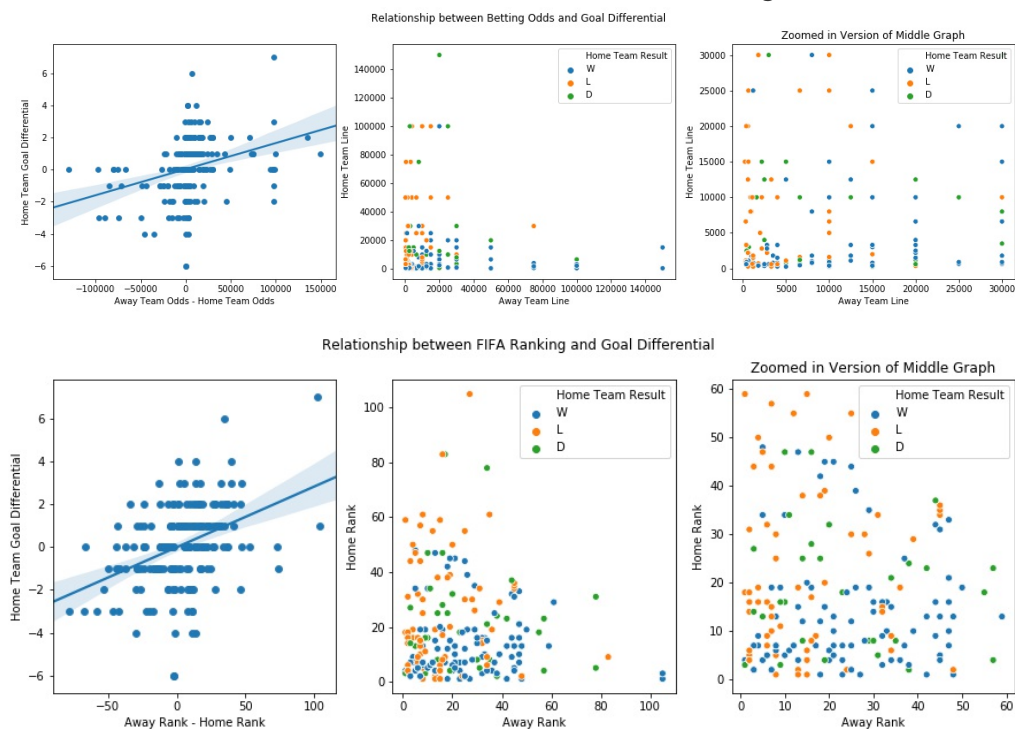 Relationship between Betting Odds and Goal Differential
Zoomed in Version of Middle Graph
Home Team Goal Differential
6
4
2
0
−2
−4
−6
−100000 −50000 0 50000 100000 150000
Away Team Odds - Home Team Odds
Home Team Line
140000
120000
100000
80000
60000
40000
20000
0
Home Team Result
W
L
D
0 20000 40000 60000 80000 100000 120000 140000
Away Team Line
Home Team Line
30000
25000
20000
15000
10000
5000
0
Home Team Result
W
L
D
0 5000 10000 15000 20000 25000 30000
Away Team Line
Relationship between FIFA Ranking and Goal Differential
Zoomed in Version of Middle Graph
Home Team Goal Differential
6
4
2
0
−2
−4
−6
−50 0 50 100
Away Rank - Home Rank
Home Rank
100
80
60
40
20
0
Home Team Result
W
L
D
0 20 40 60 80 100
Away Rank
Home Rank
60
50
40
30
20
10
0
Home Team Result
W
L
D
0 10 20 30 40 50 60
Away Rank